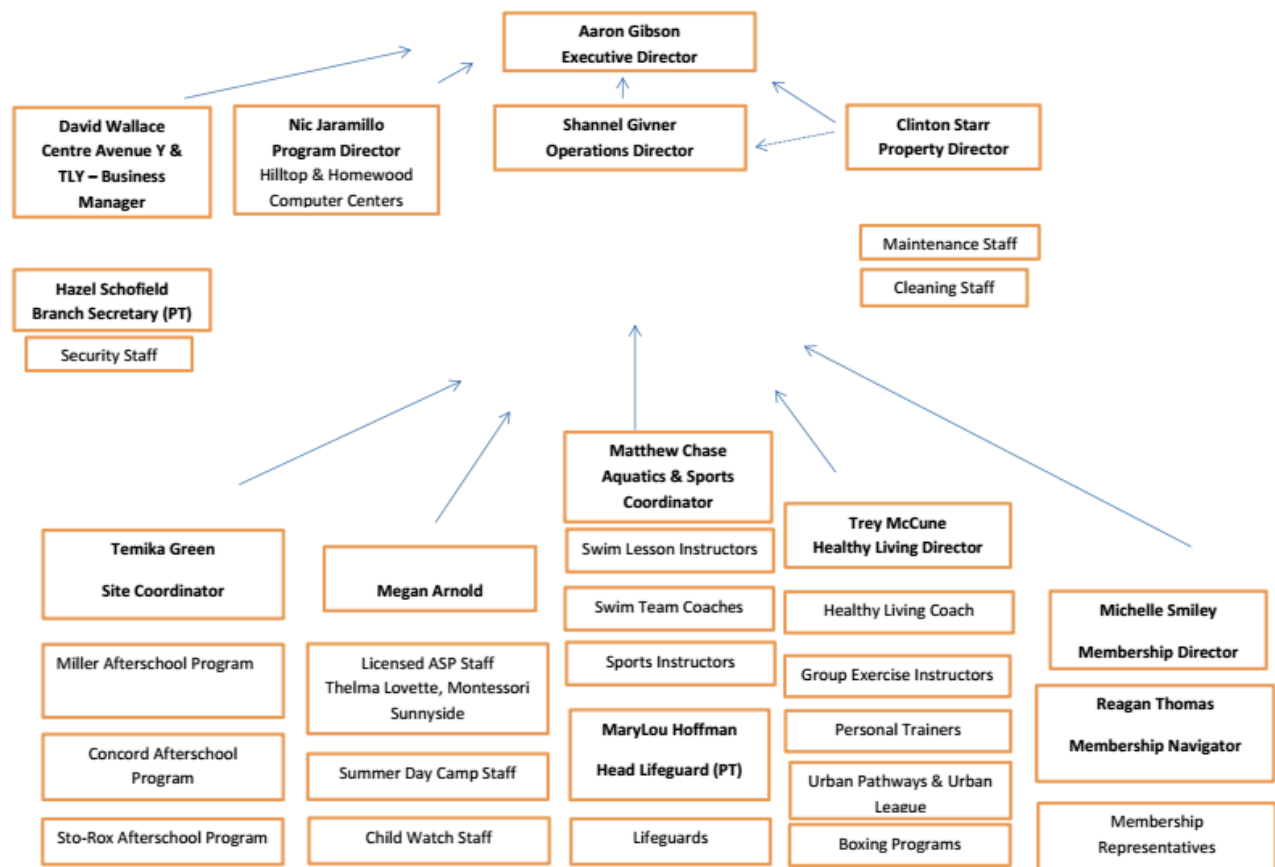 Aaron Gibson
Executive Director
David Wallace
Centre Avenue Y &
TLY – Business
Manager
Nic Jaramillo
Program Director
Hilltop & Homewood
Computer Centers
Shannel Givner
Operations Director
Clinton Starr
Property Director
Maintenance Staff
Cleaning Staff
Hazel Schofield
Branch Secretary (PT)
Security Staff
Temika Green
Site Coordinator
Miller Afterschool Program
Concord Afterschool
Program
Sto-Rox Afterschool Program
Megan Arnold
Licensed ASP Staff
Thelma Lovette, Montessori
Sunnyside
Summer Day Camp Staff
Child Watch Staff
Matthew Chase
Aquatics & Sports
Coordinator
Swim Lesson Instructors
Swim Team Coaches
Sports Instructors
MaryLou Hoffman
Head Lifeguard (PT)
Lifeguards
Trey McCune
Healthy Living Director
Healthy Living Coach
Group Exercise Instructors
Personal Trainers
Urban Pathways & Urban
League
Boxing Programs
Michelle Smiley
Membership Director
Reagan Thomas
Membership Navigator
Membership
Representatives